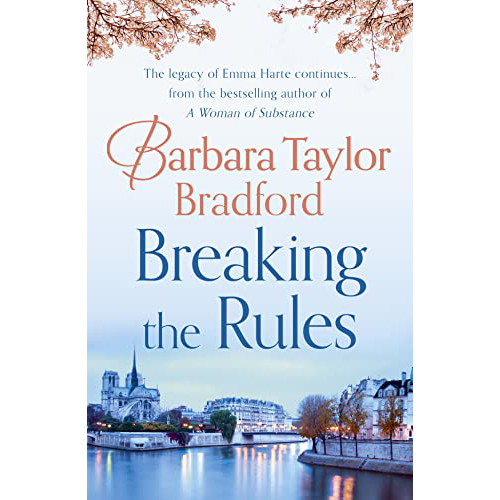 The legacy of Emma Harte continues...
from the bestselling author of
A Woman of Substance
Barbara Taylor
Bradford
Breaking
the Rules